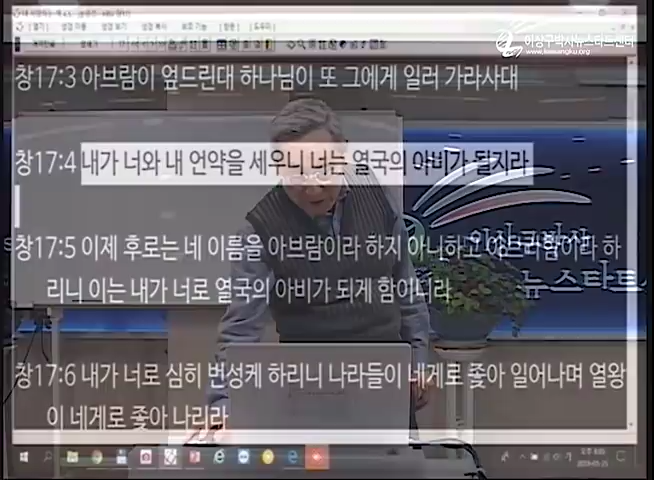 이상구박사뉴스타트센터
www.leesangku.org
창17:3 아브람이 엎드린대 하나님이 또 그에게 일러 가라사대
창17:4 내가 너와 내 언약을 세우니 너는 열국의 아비가 될지라
창17:5 이제 후로는 네 이름을 아브람이라 하지 아니하고 아브라함이라 하
리니 이는 내가 너로 열국의 아비가 되게 함이니라
창17:6 내가 너로 심히 번성케 하리니 나라들이 네게로 좇아 일어나며 열왕
이 네게로 좇아 나리라
이상구박사
뉴스타트